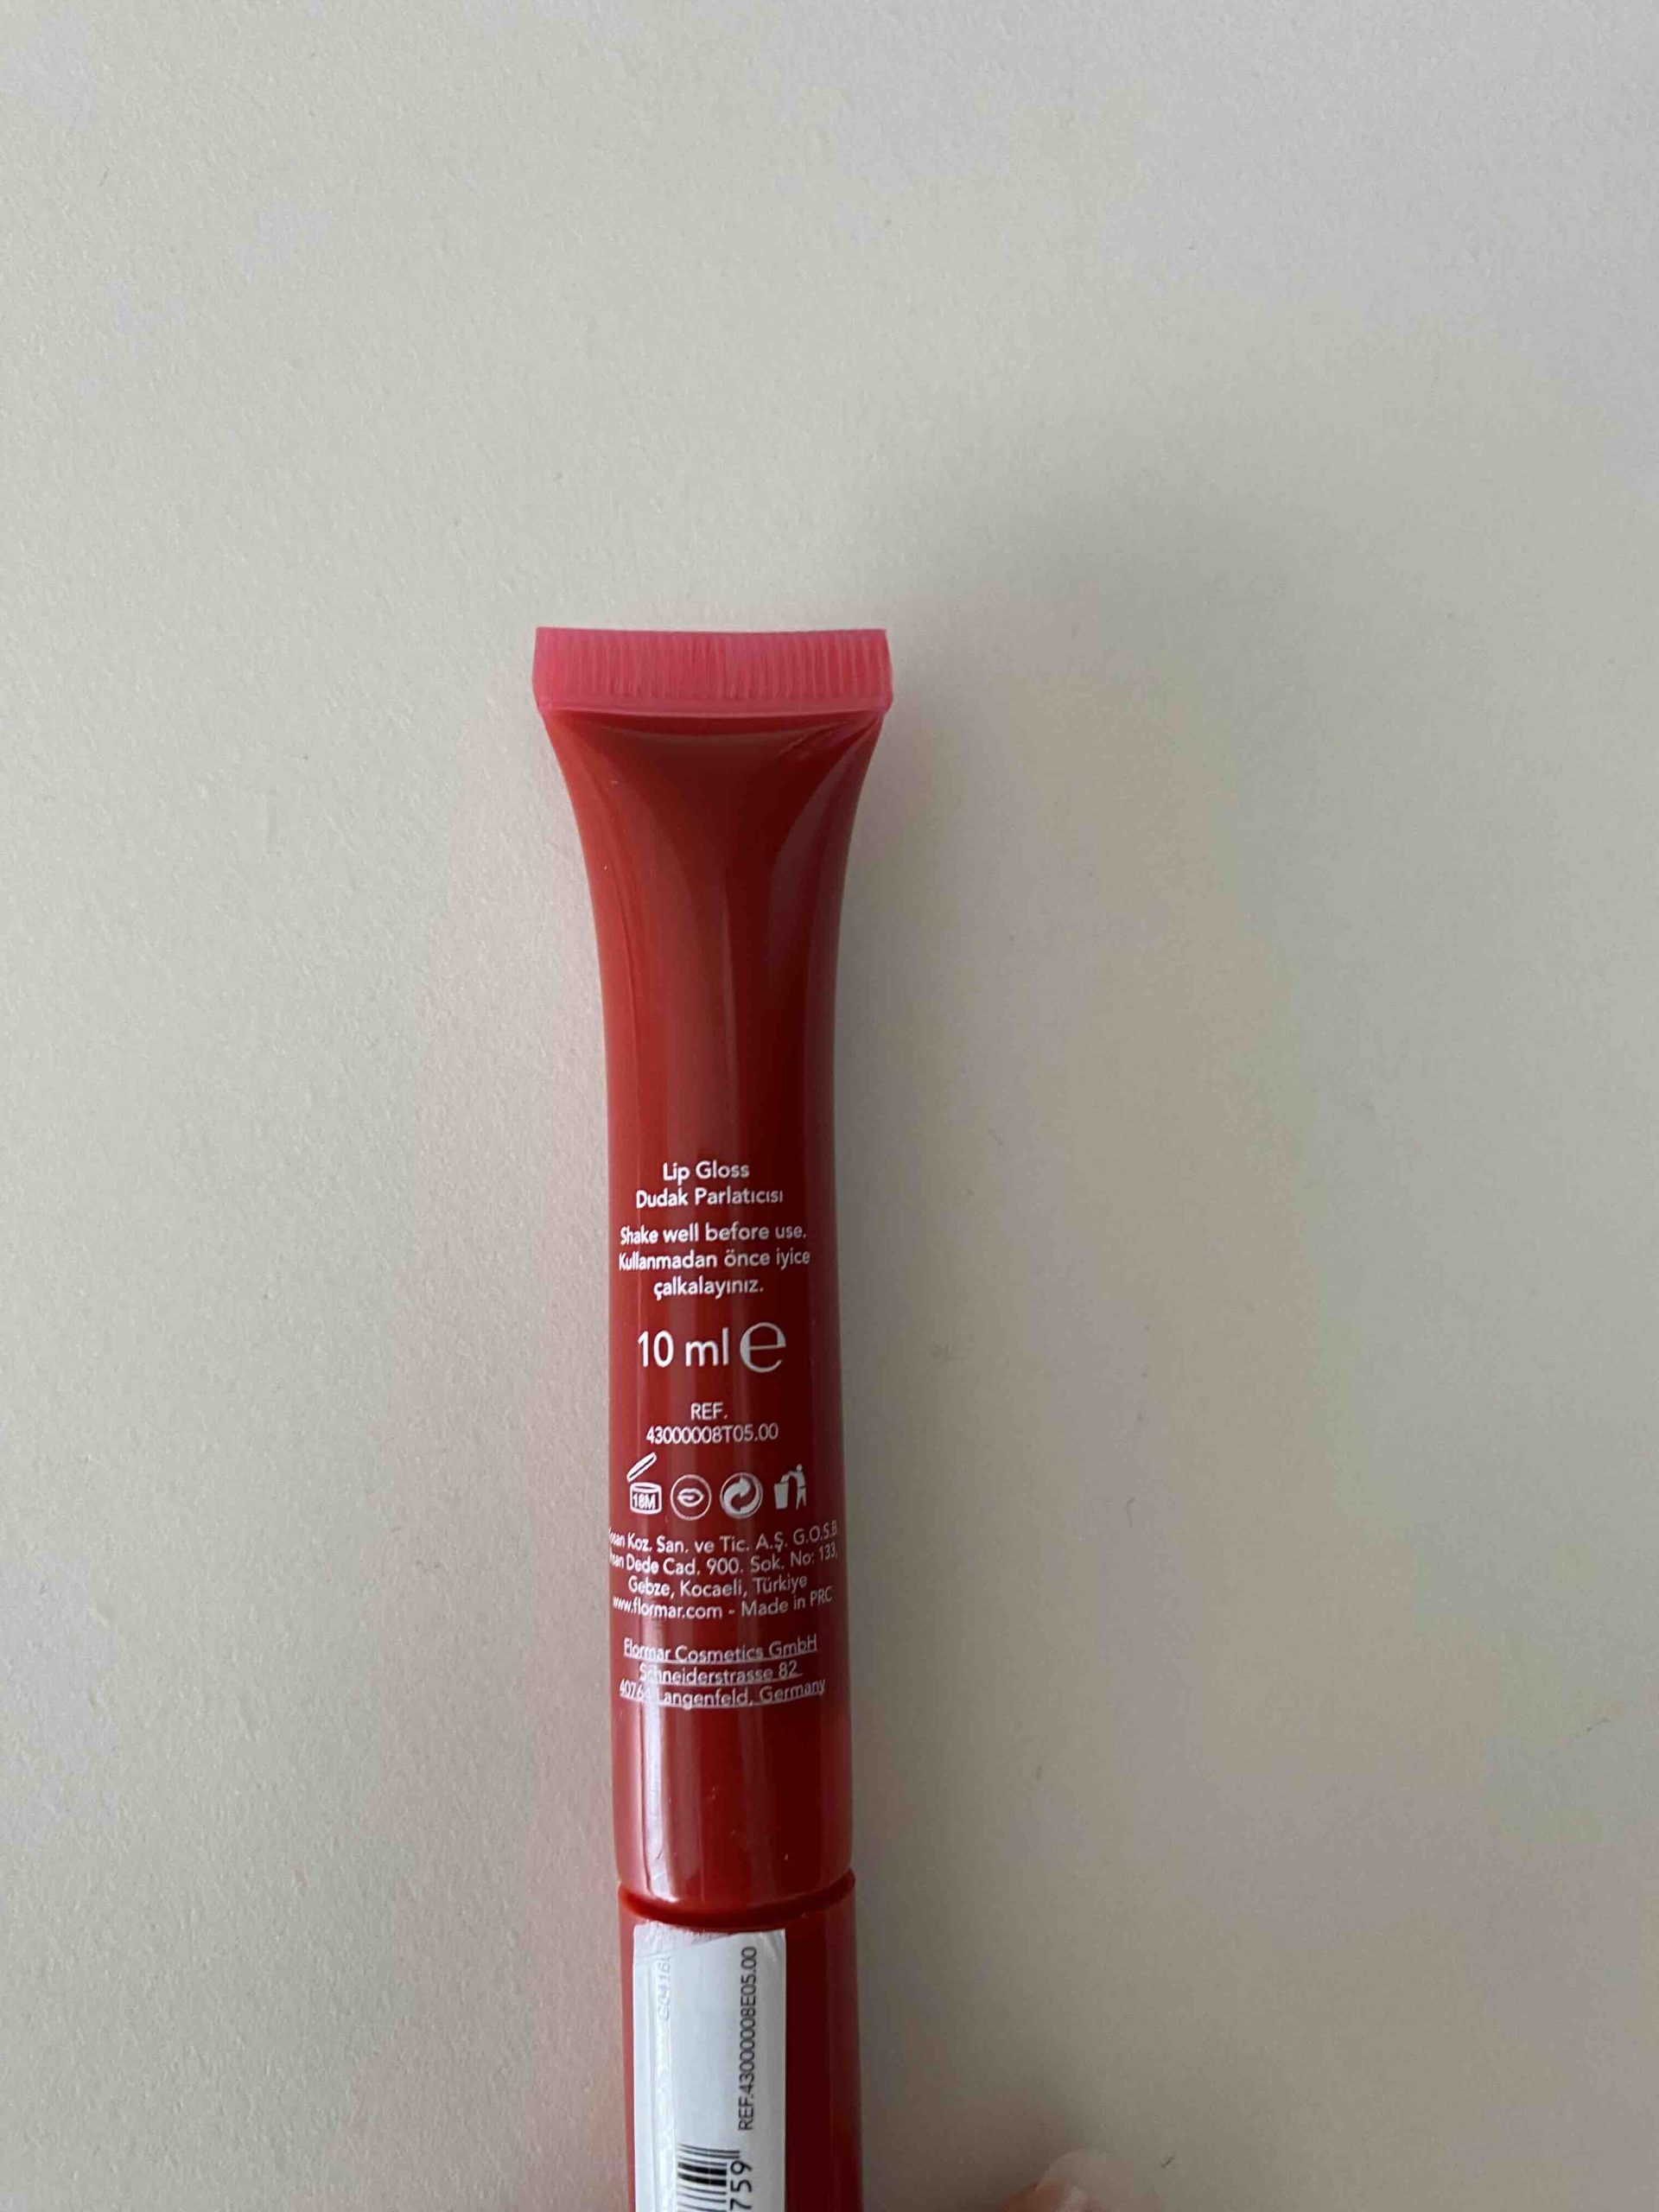 Lip Gloss
Dudak Parlatıcısı
Shake well before use.
Kullanmadan önce iyice
çalkalayınız.
10 ml e
REF.
43000008T05.00
18M
Koz. San. ve Tic. A.Ş. G.O.S.B.
Dede Cad. 900. Sok. No: 133,
Gebze, Kocaeli, Türkiye
www.flormar.com - Made in PRC
Flormar Cosmetics GmbH
Schneiderstrasse 82
40764 Langenfeld, Germany
REF.43000008E05.00
759